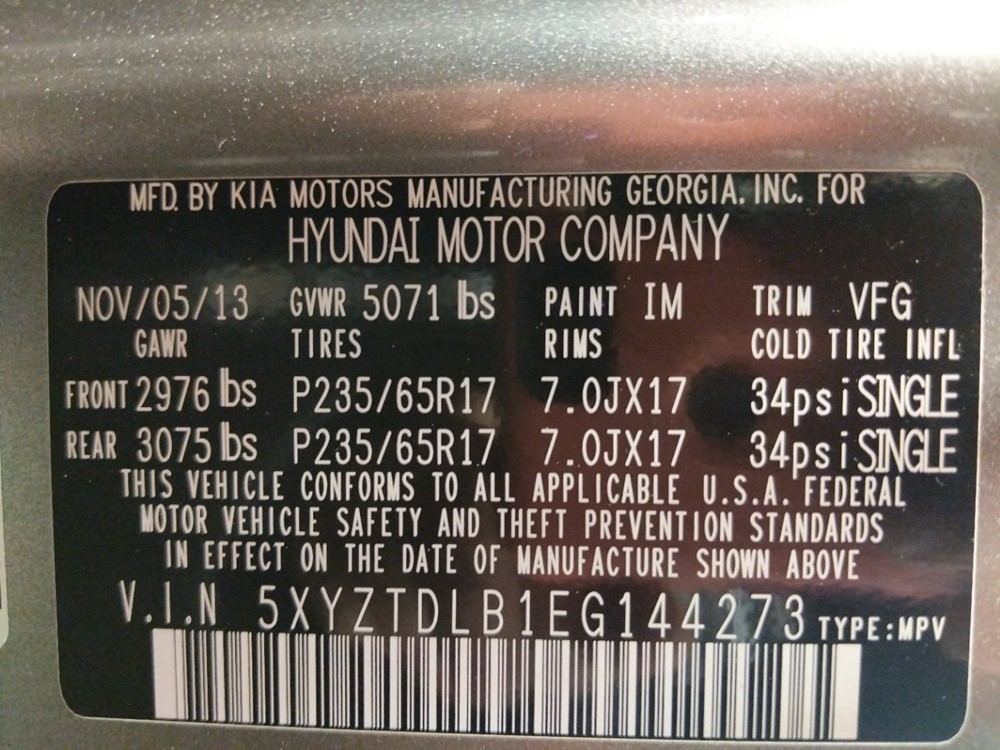 MFD. BY KIA MOTORS MANUFACTURING GEORGIA. INC. FOR
HYUNDAI MOTOR COMPANY
NOV/05/13 GVWR 5071 lbs PAINT IM TRIM VFG
GAWR TIRES RIMS COLD TIRE INFL
FRONT 2976 lbs P235/65R17 7.0JX17 34psi SINGLE
REAR 3075 lbs P235/65R17 7.0JX17 34psi SINGLE
THIS VEHICLE CONFORMS TO ALL APPLICABLE U.S.A. FEDERAL
MOTOR VEHICLE SAFETY AND THEFT PREVENTION STANDARDS
IN EFFECT ON THE DATE OF MANUFACTURE SHOWN ABOVE
V.I.N 5XYZTDLB1EG144273 TYPE:MPV